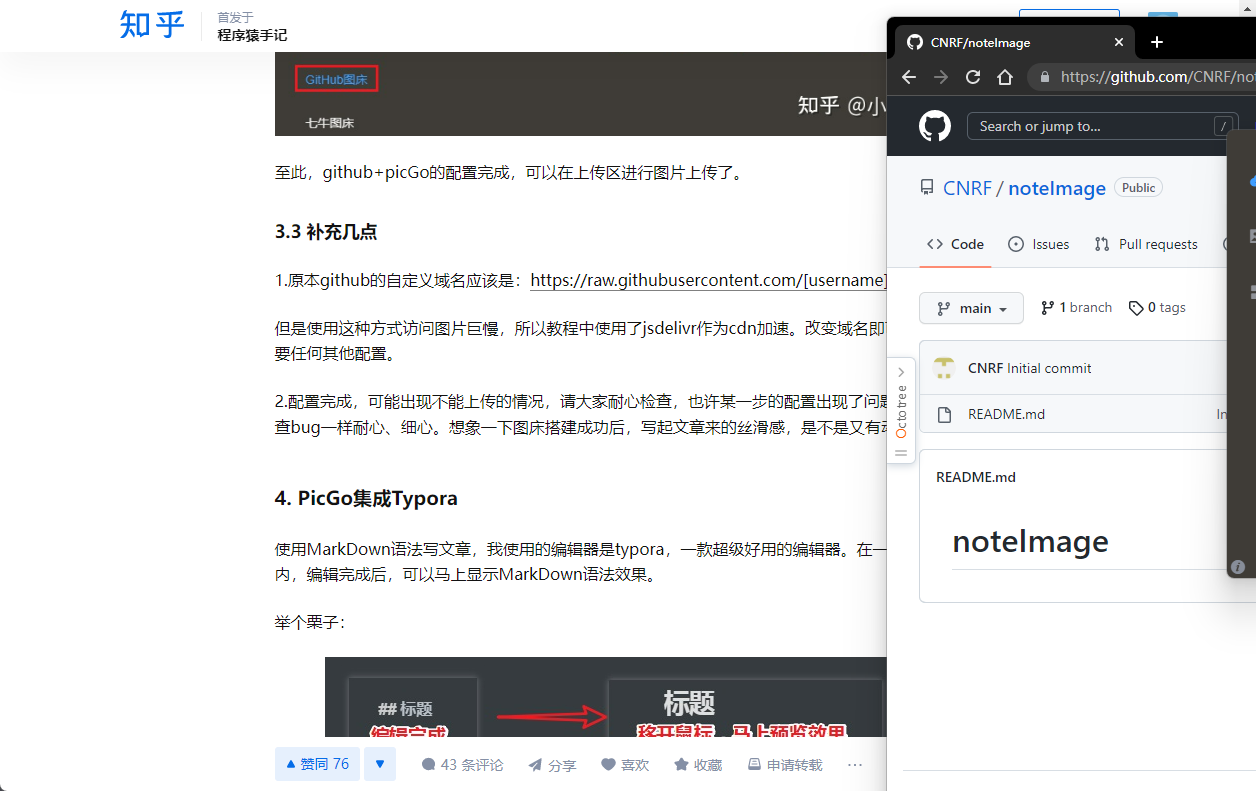 知乎
首发于
程序猿手记
GitHub图床
七牛图床
知乎 @小
至此，github+picGo的配置完成，可以在上传区进行图片上传了。
3.3 补充几点
1.原本github的自定义域名应该是：https://raw.githubusercontent.com/[username]
但是使用这种方式访问图片巨慢，所以教程中使用了jsdelivr作为cdn加速。改变域名即
要任何其他配置。
2.配置完成，可能出现不能上传的情况，请大家耐心检查，也许某一步的配置出现了问
查bug一样耐心、细心。想象一下图床搭建成功后，写起文章来的丝滑感，是不是又有
4. PicGo集成Typora
使用MarkDown语法写文章，我使用的编辑器是typora，一款超级好用的编辑器。在一
内，编辑完成后，可以马上显示MarkDown语法效果。
举个栗子：
## 标题
编辑完成
标题
移开鼠标，马上预览效果
赞同 76
43 条评论
分享
喜欢
收藏
申请转载
CNRF/noteImage
https://github.com/CNRF/not
Search or jump to...
/
CNRF / noteImage
Public
Code
Issues
Pull requests
main
1 branch
0 tags
CNRF Initial commit
README.md
In
Octotree
README.md
noteImage